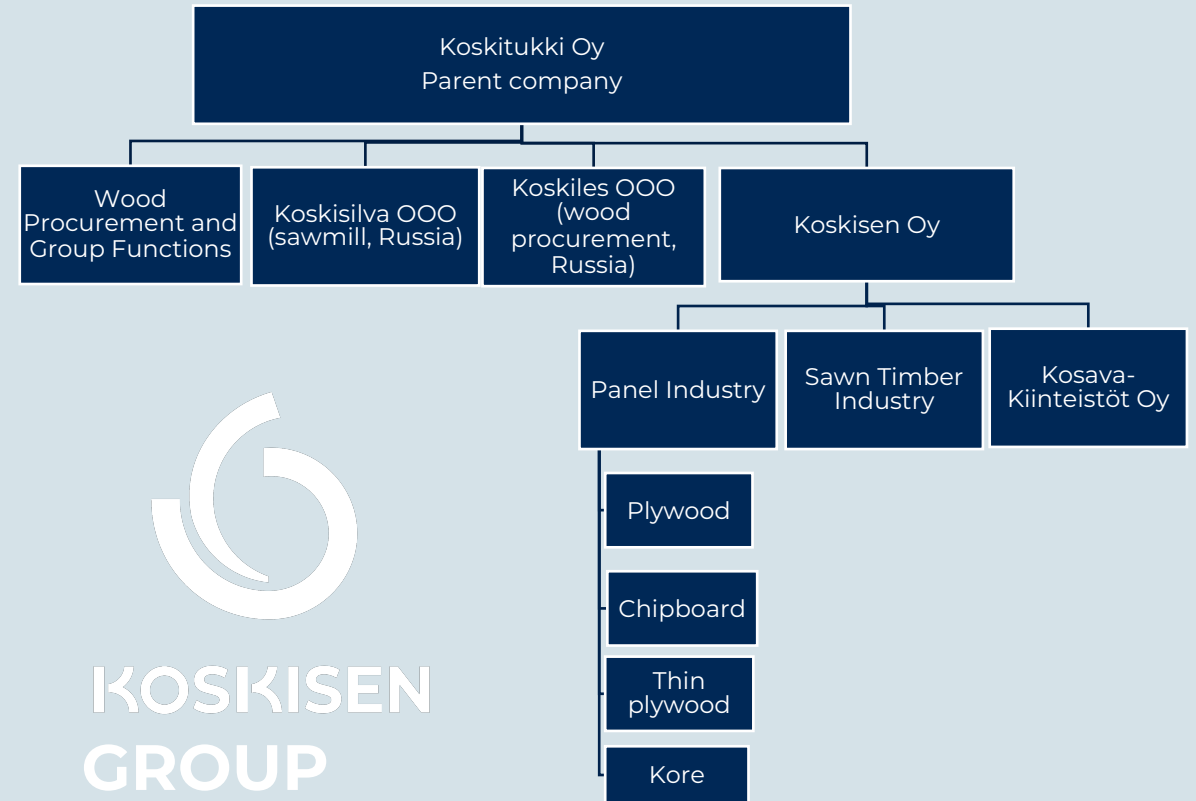 Koskitukki Oy
Parent company
Wood
Procurement and
Group Functions
Koskisilva OOO
(sawmill, Russia)
Koskiles OOO
(wood
procurement,
Russia)
Koskisen Oy
Panel Industry
Sawn Timber
Industry
Kosava-
Kiinteistöt Oy
Plywood
Chipboard
Thin
plywood
Kore
KOSKISEN
GROUP